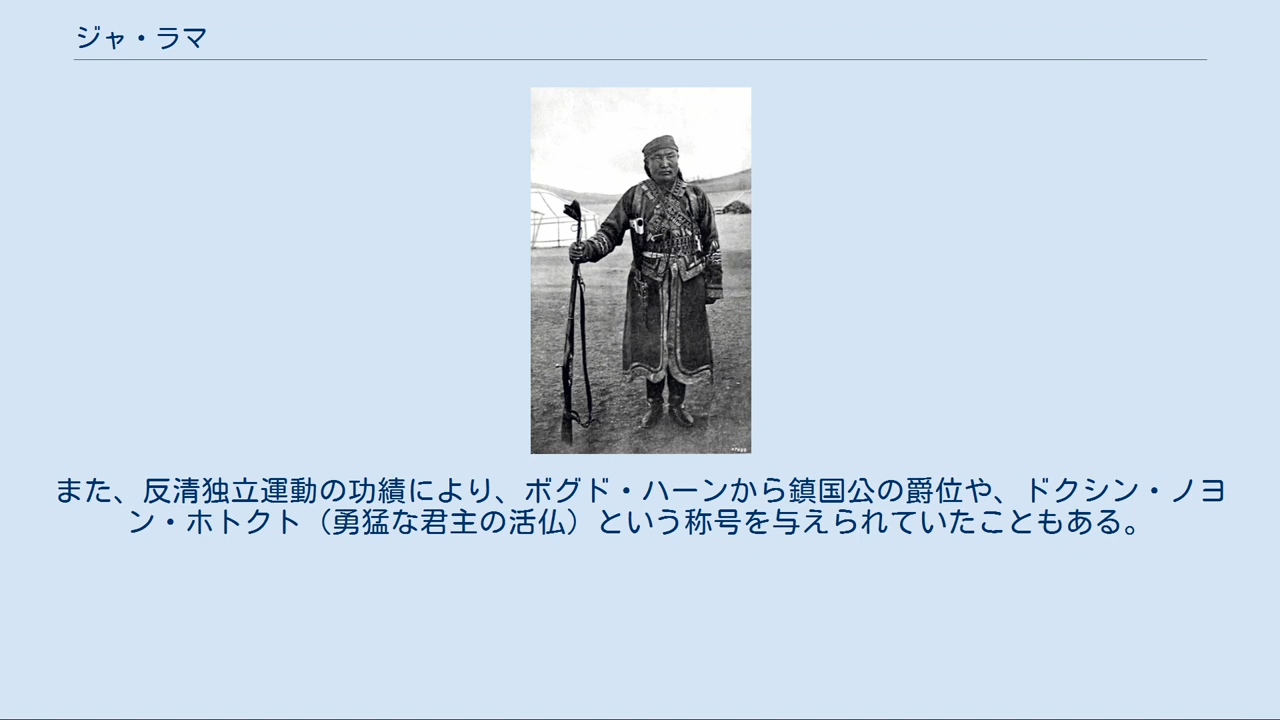 ジャ・ラマ
また、反清独立運動の功績により、ボグド・ハーンから鎮国公の爵位や、ドクシン・ノヨ
ン・ホトクト（勇猛な君主の活仏）という称号を与えられていたこともある。